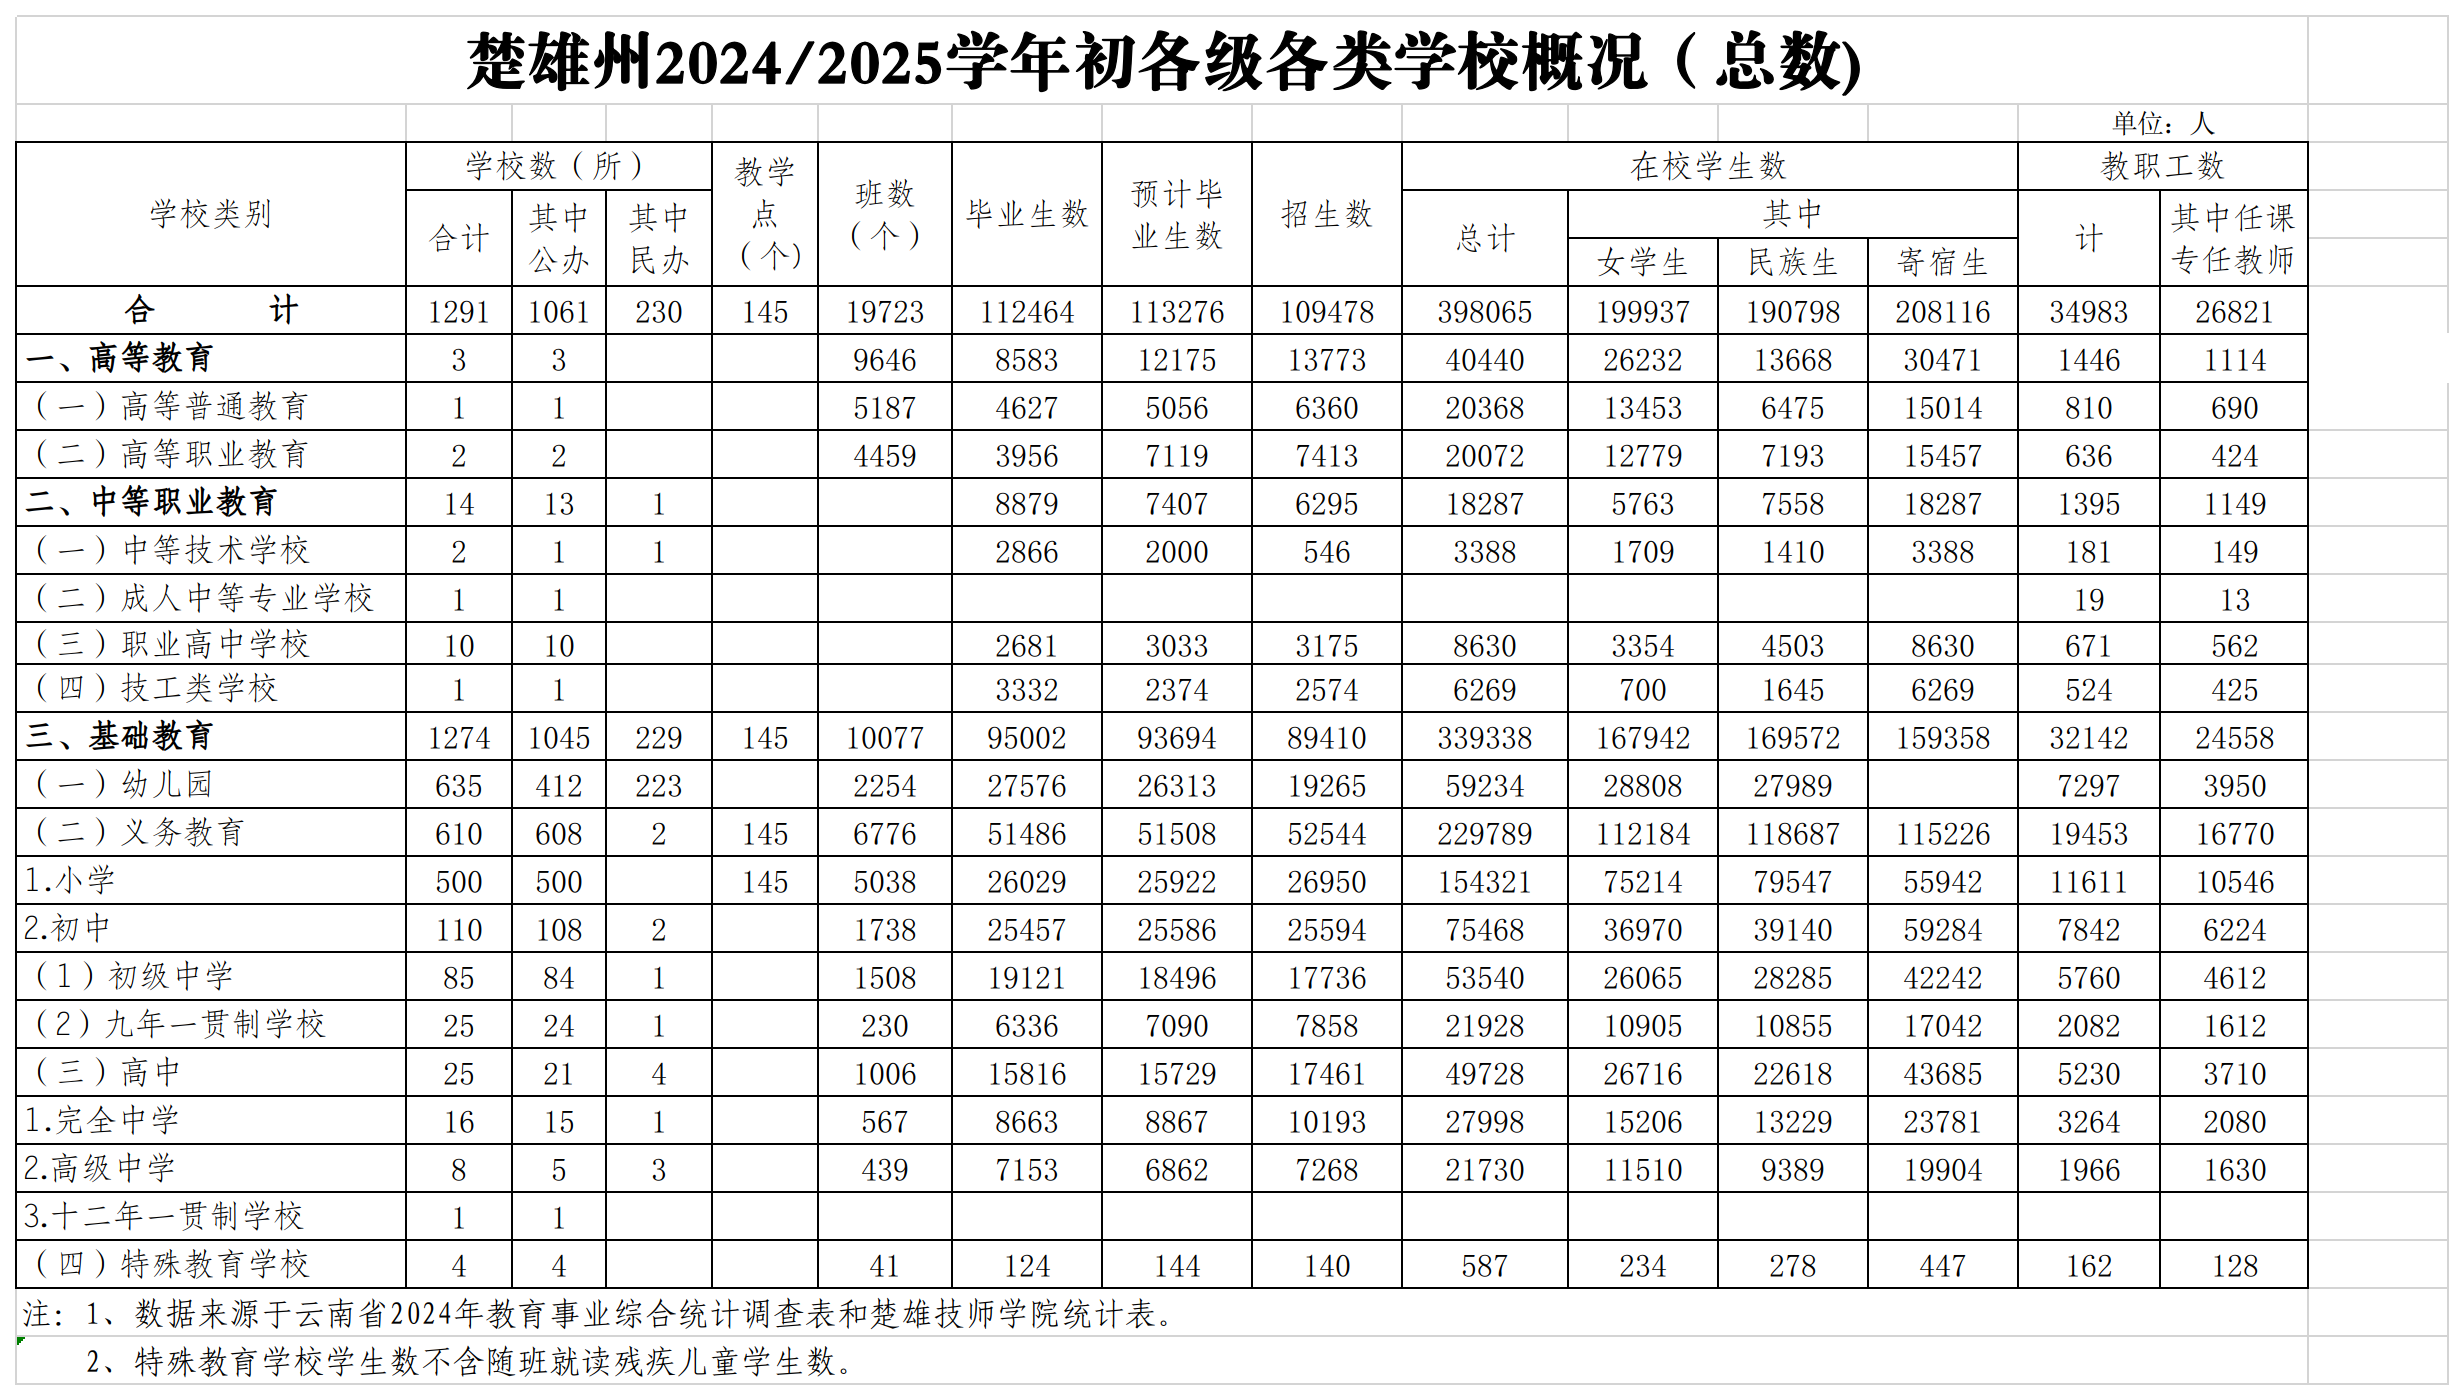 楚雄州2024/2025学年初各级各类学校概况（总数)
单位：人
学校类别 学校数（所） 教学点（个） 班数（个） 毕业生数 预计毕业生数 招生数 在校学生数 教职工数
合计 其中公办 其中民办 总计 其中 计 其中任课专任教师
女学生 民族生 寄宿生
合 计 1291 1061 230 145 19723 112464 113276 109478 398065 199937 190798 208116 34983 26821
一、高等教育 3 3 9646 8583 12175 13773 40440 26232 13668 30471 1446 1114
（一）高等普通教育 1 1 5187 4627 5056 6360 20368 13453 6475 15014 810 690
（二）高等职业教育 2 2 4459 3956 7119 7413 20072 12779 7193 15457 636 424
二、中等职业教育 14 13 1 8879 7407 6295 18287 5763 7558 18287 1395 1149
（一）中等技术学校 2 1 1 2866 2000 546 3388 1709 1410 3388 181 149
（二）成人中等专业学校 1 1 19 13
（三）职业高中学校 10 10 2681 3033 3175 8630 3354 4503 8630 671 562
（四）技工类学校 1 1 3332 2374 2574 6269 700 1645 6269 524 425
三、基础教育 1274 1045 229 145 10077 95002 93694 89410 339338 167942 169572 159358 32142 24558
（一）幼儿园 635 412 223 2254 27576 26313 19265 59234 28808 27989 7297 3950
（二）义务教育 610 608 2 145 6776 51486 51508 52544 229789 112184 118687 115226 19453 16770
1.小学 500 500 145 5038 26029 25922 26950 154321 75214 79547 55942 11611 10546
2.初中 110 108 2 1738 25457 25586 25594 75468 36970 39140 59284 7842 6224
（1）初级中学 85 84 1 1508 19121 18496 17736 53540 26065 28285 42242 5760 4612
（2）九年一贯制学校 25 24 1 230 6336 7090 7858 21928 10905 10855 17042 2082 1612
（三）高中 25 21 4 1006 15816 15729 17461 49728 26716 22618 43685 5230 3710
1.完全中学 16 15 1 567 8663 8867 10193 27998 15206 13229 23781 3264 2080
2.高级中学 8 5 3 439 7153 6862 7268 21730 11510 9389 19904 1966 1630
3.十二年一贯制学校 1 1
（四）特殊教育学校 4 4 41 124 144 140 587 234 278 447 162 128
注：1、数据来源于云南省2024年教育事业综合统计调查表和楚雄技师学院统计表。
2、特殊教育学校学生数不含随班就读残疾儿童学生数。